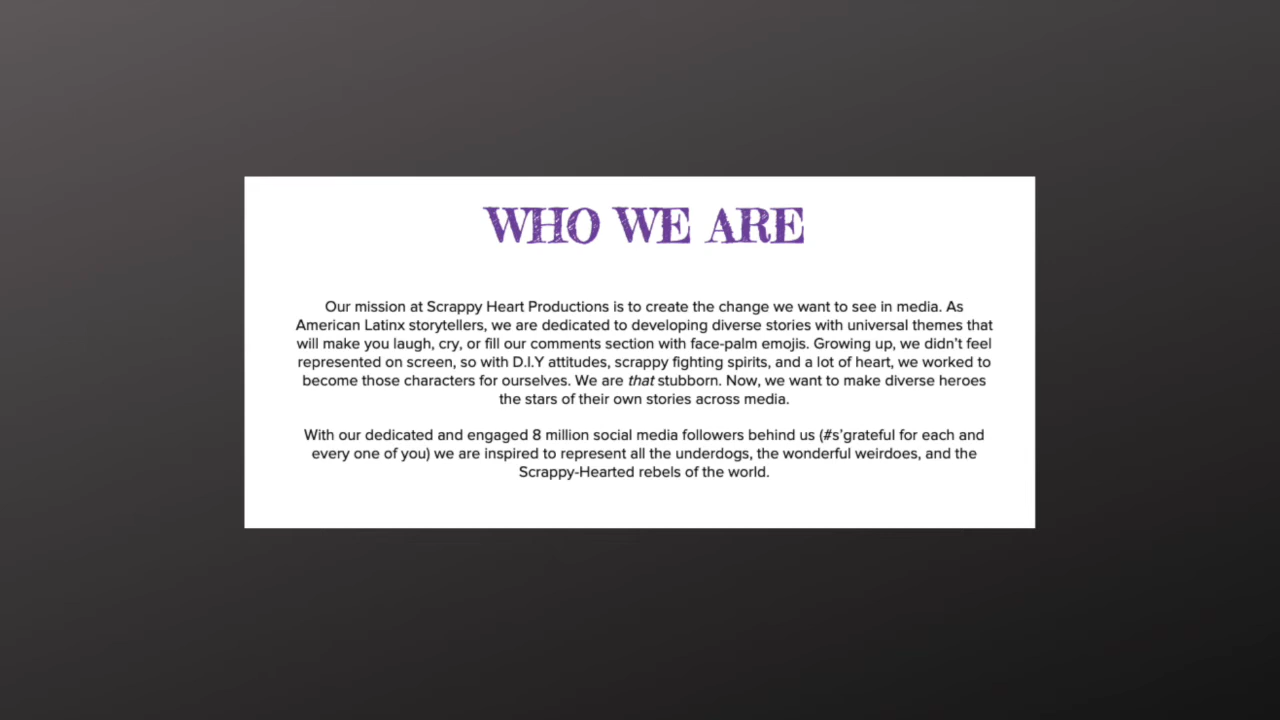 WHO WE ARE
Our mission at Scrappy Heart Productions is to create the change we want to see in media. As
American Latinx storytellers, we are dedicated to developing diverse stories with universal themes that
will make you laugh, cry, or fill our comments section with face-palm emojis. Growing up, we didn't feel
represented on screen, so with D.I.Y attitudes, scrappy fighting spirits, and a lot of heart, we worked to
become those characters for ourselves. We are that stubborn. Now, we want to make diverse heroes
the stars of their own stories across media.
With our dedicated and engaged 8 million social media followers behind us (#s'grateful for each and
every one of you) we are inspired to represent all the underdogs, the wonderful weirdoes, and the
Scrappy-Hearted rebels of the world.